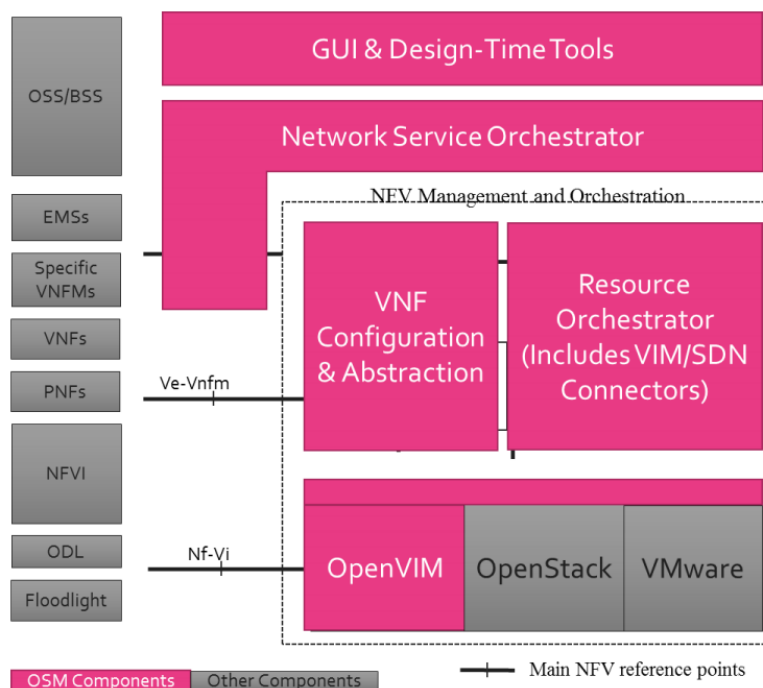 GUI & Design-Time Tools
OSS/BSS
Network Service Orchestrator
NFV Management and Orchestration
EMSs
Specific
VNFMs
VNF
Configuration
& Abstraction
Resource
Orchestrator
(Includes VIM/SDN
Connectors)
VNFs
PNFs
Ve-Vnfm
NFVI
ODL
Nf-Vi
OpenVIM
OpenStack
VMware
Floodlight
OSM Components
Other Components
Main NFV reference points